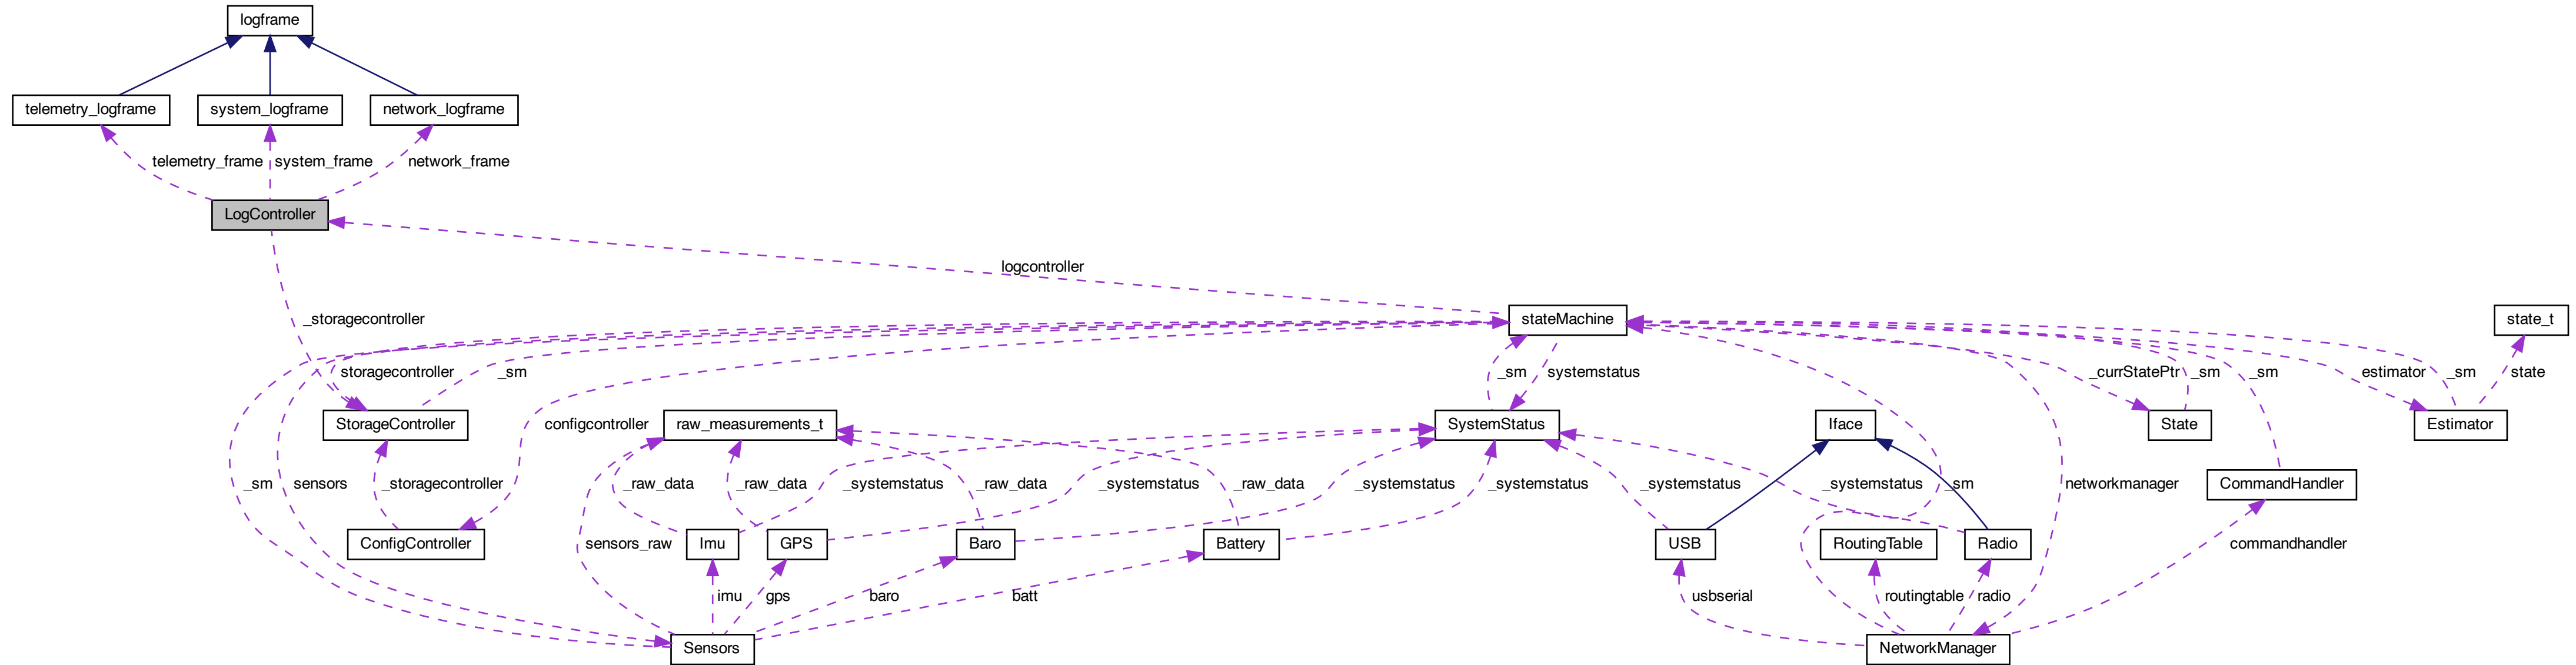 logframe
telemetry_logframe
system_logframe
network_logframe
telemetry_frame
system_frame
network_frame
LogController
logcontroller
_storagecontroller
stateMachine
state_t
storagecontroller
_sm
_sm
systemstatus
_currStatePtr
_sm
_sm
estimator
_sm
state
StorageController
configcontroller
raw_measurements_t
SystemStatus
Iface
State
Estimator
_sm
sensors
_storagecontroller
_raw_data
_raw_data
_systemstatus
_raw_data
_systemstatus
_raw_data
_systemstatus
_systemstatus
_systemstatus
_systemstatus
_sm
networkmanager
CommandHandler
ConfigController
sensors_raw
Imu
GPS
Baro
Battery
USB
RoutingTable
Radio
commandhandler
imu
gps
baro
batt
usbserial
routingtable
radio
Sensors
NetworkManager